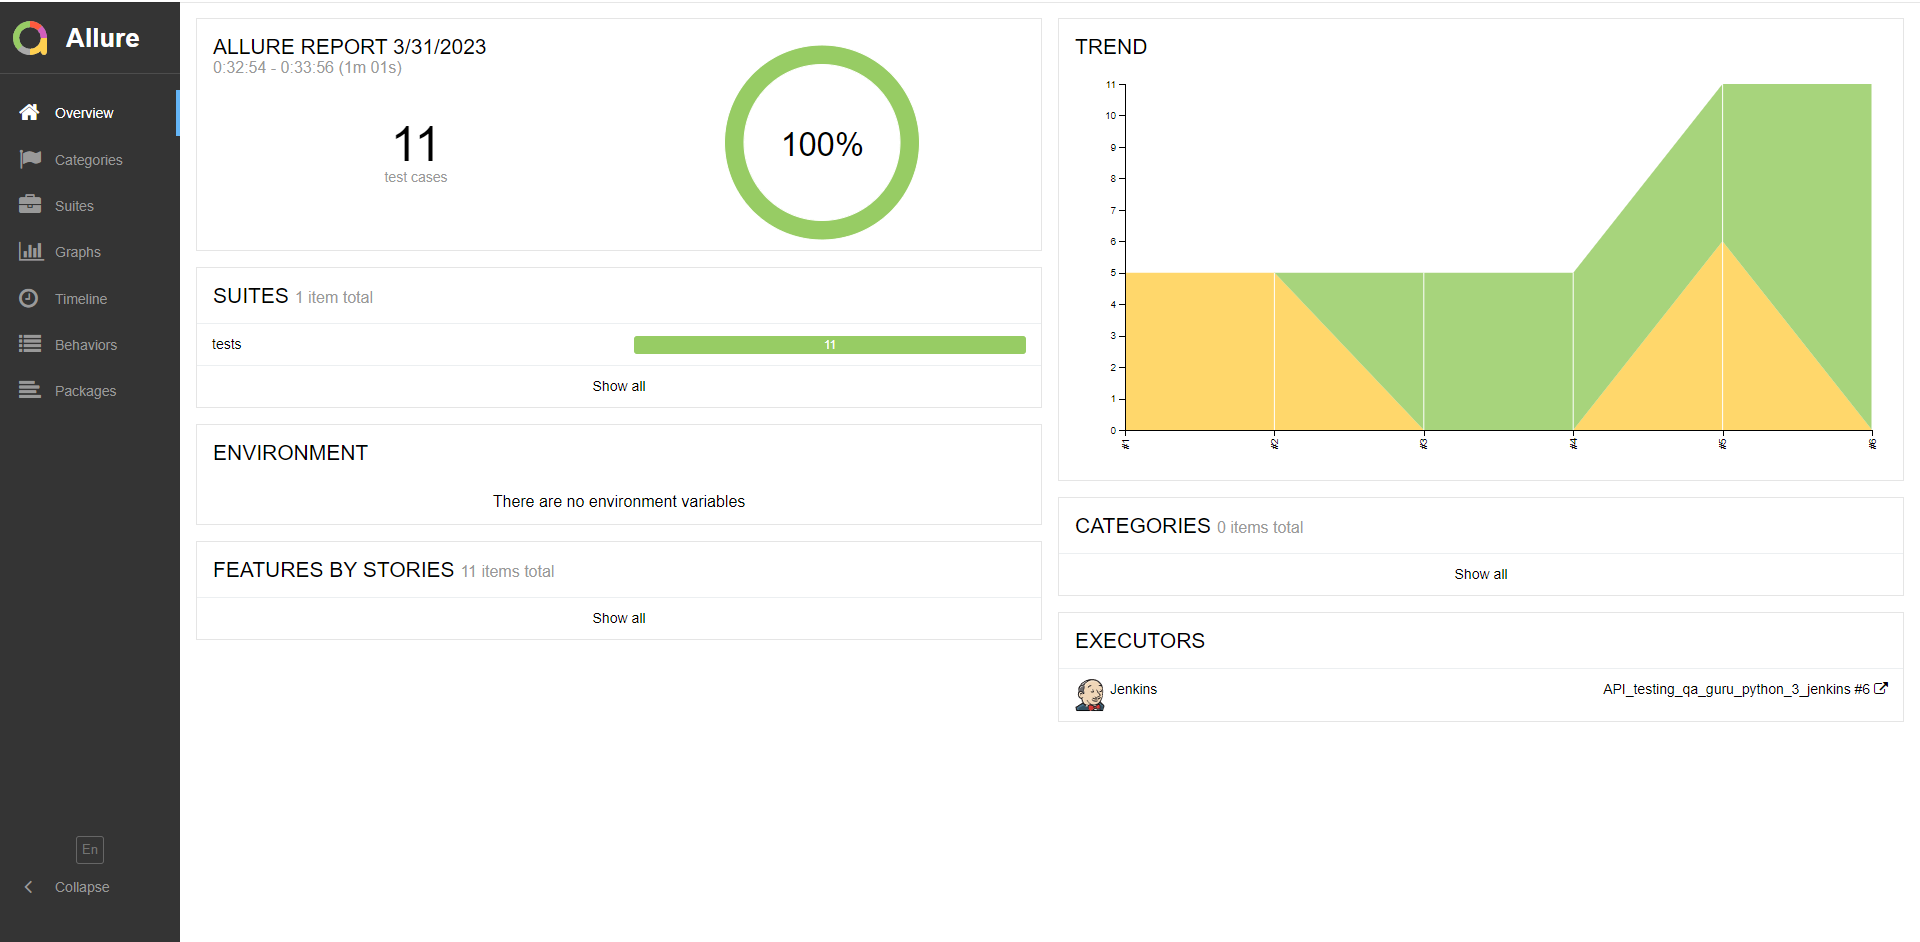 Allure
Overview
Categories
Suites
Graphs
Timeline
Behaviors
Packages
En
Collapse
ALLURE REPORT 3/31/2023
0:32:54 - 0:33:56 (1m 01s)
11
test cases
100%
SUITES 1 item total
tests 11
Show all
ENVIRONMENT
There are no environment variables
FEATURES BY STORIES 11 items total
Show all
TREND
11
10
9
8
7
6
5
4
3
2
1
0
#1 #2 #3 #4 #5 #6
CATEGORIES 0 items total
Show all
EXECUTORS
Jenkins API_testing_qa_guru_python_3_jenkins #6